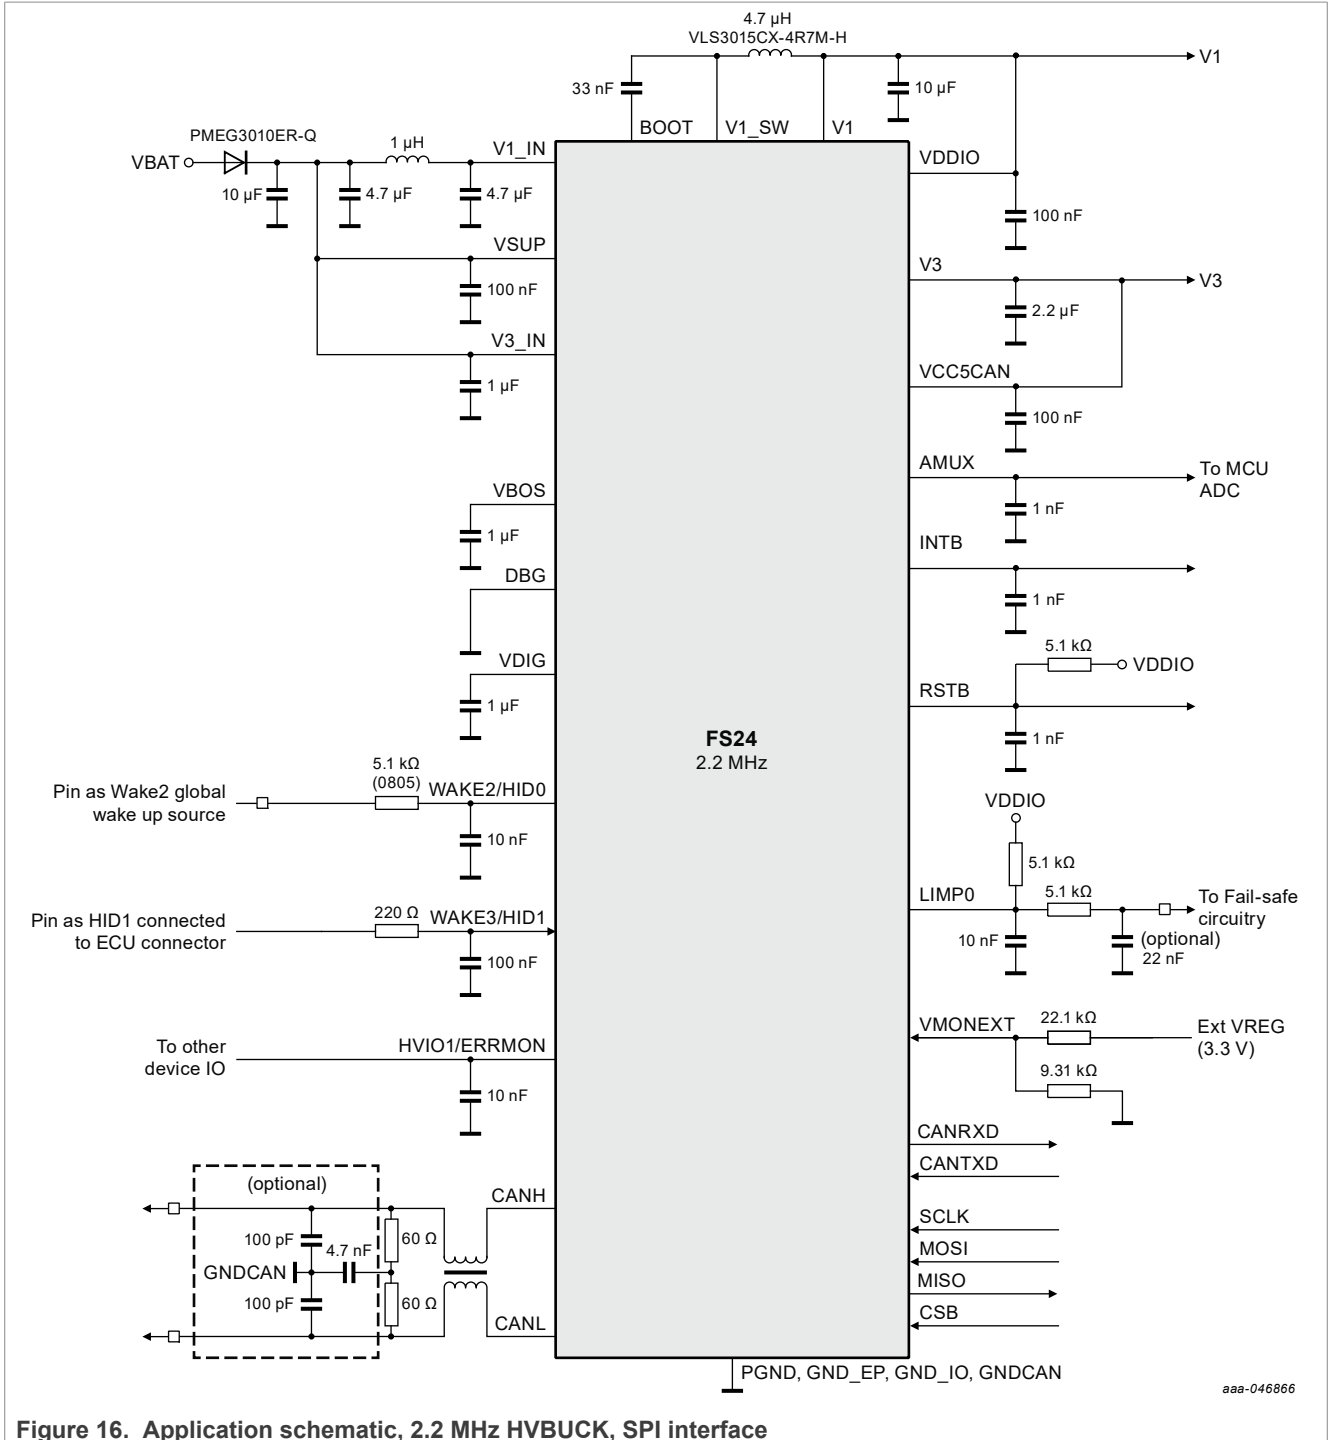 4.7 µH
VLS3015CX-4R7M-H
V1
33 nF
10 µF
BOOT
V1_SW
V1
PMEG3010ER-Q
VBAT
10 µF
4.7 µF
1 µH
4.7 µF
V1_IN
VSUP
100 nF
V3_IN
1 µF
VBOS
1 µF
DBG
VDIG
1 µF
Pin as Wake2 global
wake up source
5.1 kΩ
(0805)
WAKE2/HID0
10 nF
Pin as HID1 connected
to ECU connector
220 Ω
WAKE3/HID1
100 nF
To other
device IO
HVIO1/ERRMON
10 nF
(optional)
100 pF
4.7 nF
GNDCAN
100 pF
60 Ω
60 Ω
CANH
CANL
FS24
2.2 MHz
VDDIO
100 nF
V3
V3
2.2 µF
VCC5CAN
100 nF
AMUX
To MCU
ADC
1 nF
INTB
1 nF
5.1 kΩ
VDDIO
RSTB
1 nF
VDDIO
5.1 kΩ
LIMP0
5.1 kΩ
To Fail-safe
circuitry
10 nF
(optional)
22 nF
VMONEXT
22.1 kΩ
Ext VREG
(3.3 V)
9.31 kΩ
CANRXD
CANTXD
SCLK
MOSI
MISO
CSB
PGND, GND_EP, GND_IO, GNDCAN
aaa-046866
Figure 16. Application schematic, 2.2 MHz HVBUCK, SPI interface